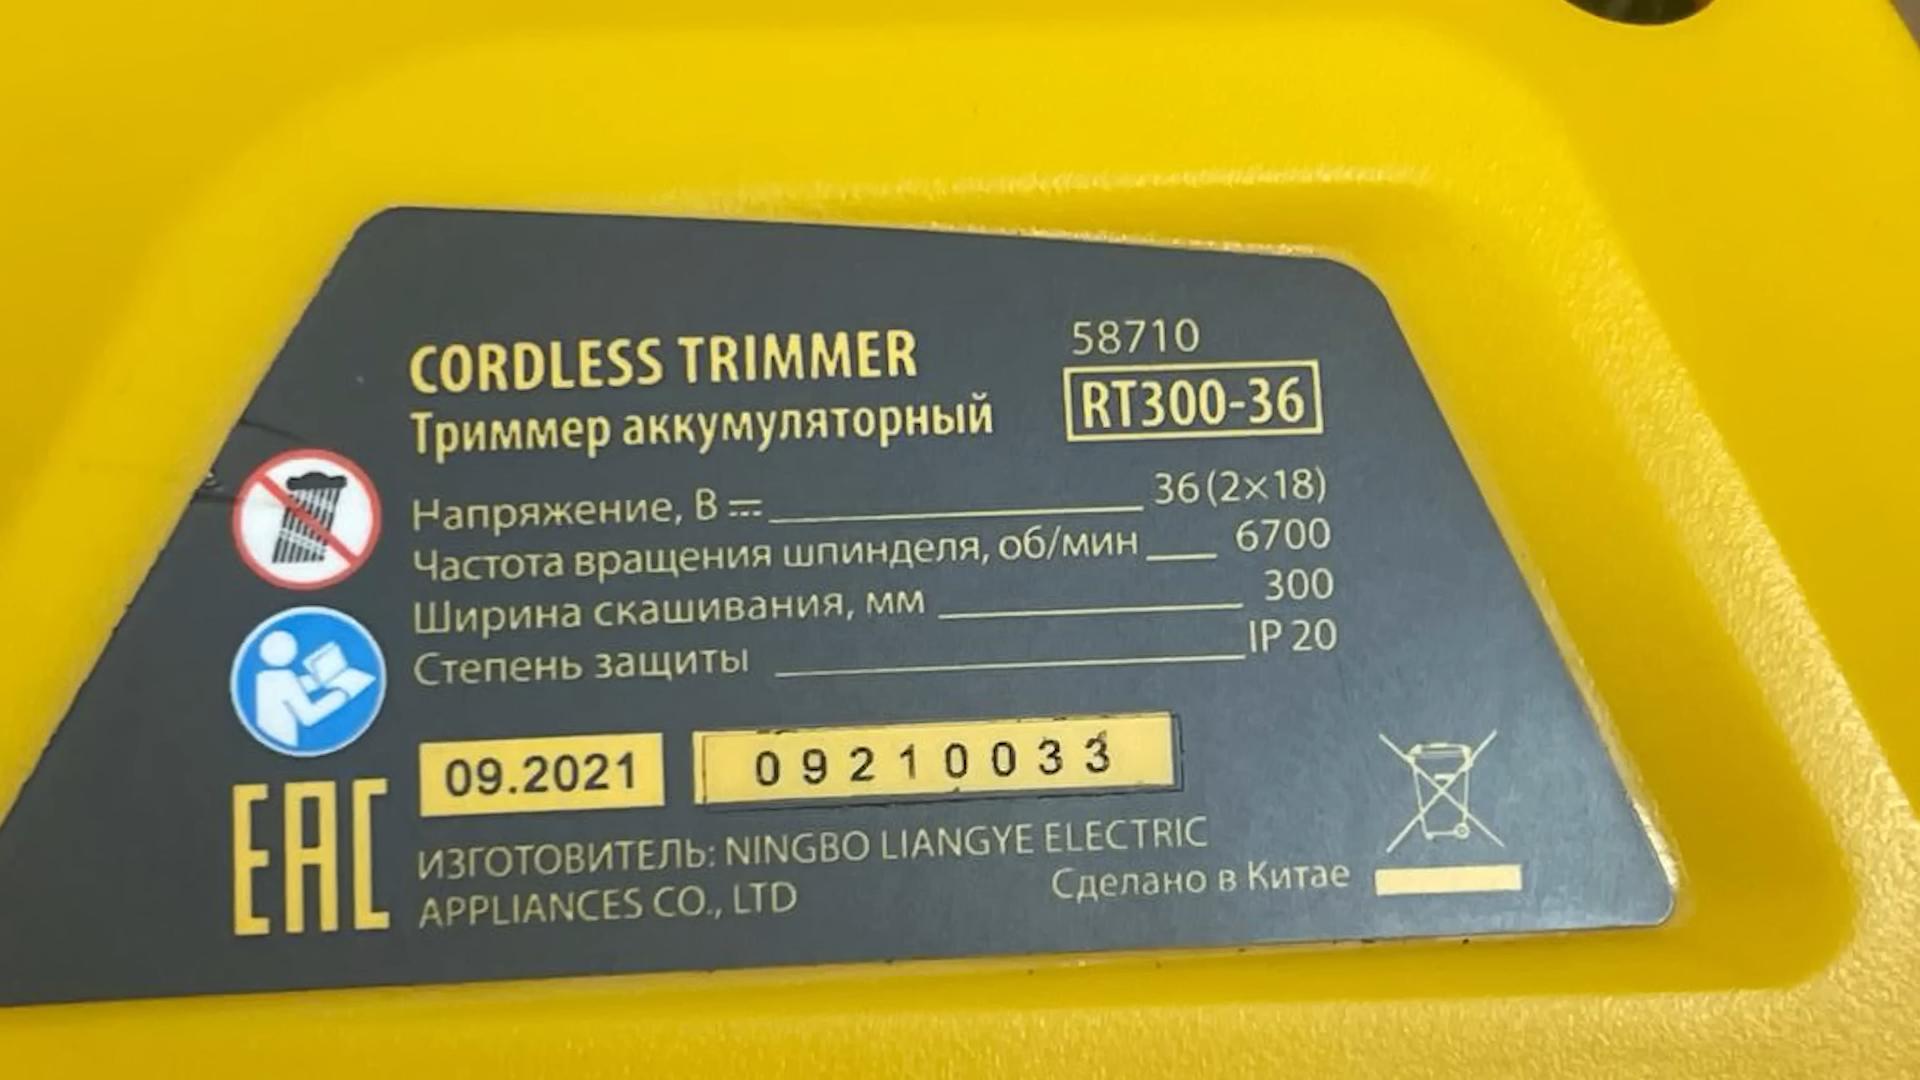 CORDLESS TRIMMER
Триммер аккумуляторный
58710
RT300-36
Напряжение, В ⎓ 36 (2×18)
Частота вращения шпинделя, об/мин 6700
Ширина скашивания, мм 300
Степень защиты IP 20
09.2021
09210033
EAC
ИЗГОТОВИТЕЛЬ: NINGBO LIANGYE ELECTRIC
APPLIANCES CO., LTD
Сделано в Китае